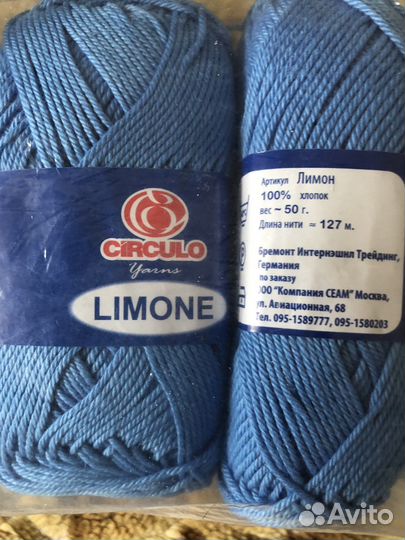 CÍRCULO
Yarns
LIMONE
Артикул Лимон
100% хлопок
вес ~ 50 г.
Длина нити ≈ 127 м.
Бремонт Интернэшнл Трейдинг,
Германия
по заказу
ООО "Компания СЕАМ" Москва,
ул. Авиационная, 68
Тел. 095-1589777, 095-1580203
Avito